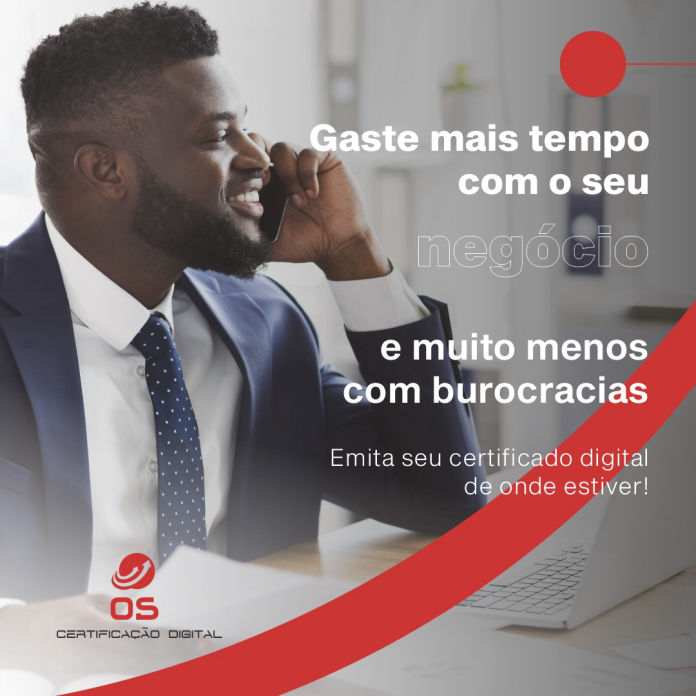 Gaste mais tempo
com o seu
negócio
e muito menos
com burocracias
Emita seu certificado digital
de onde estiver!
OS
CERTIFICAÇÃO DIGITAL